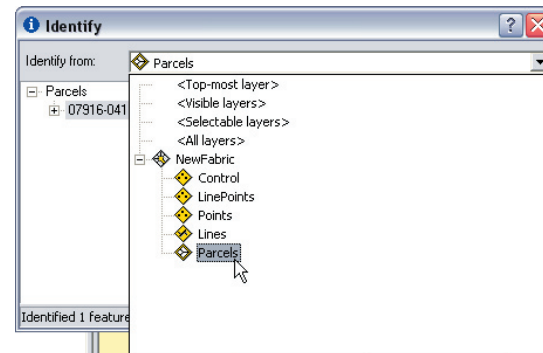 Identify
Identify from:
Parcels
Parcels
07916-041
<Top-most layer>
<Visible layers>
<Selectable layers>
<All layers>
NewFabric
Control
LinePoints
Points
Lines
Parcels
Identified 1 feature